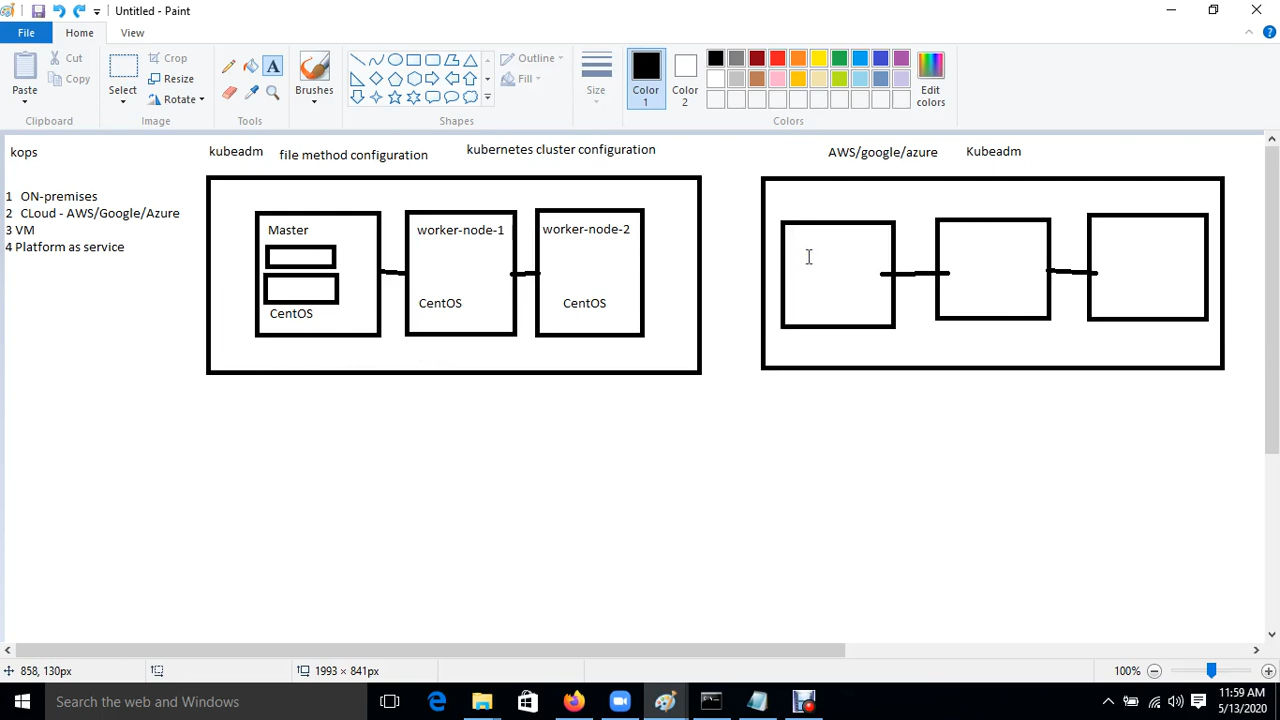 Untitled - Paint
File
Home
View
Paste
Cut
Copy
Clipboard
Select
Crop
Resize
Rotate
Image
A
Tools
Brushes
Shapes
Outline
Fill
Size
Color 1
Color 2
Edit colors
Colors
kops
kubeadm
file method configuration
kubernetes cluster configuration
AWS/google/azure
Kubeadm
1 ON-premises
2 CLoud - AWS/Google/Azure
3 VM
4 Platform as service
Master
CentOS
worker-node-1
CentOS
worker-node-2
CentOS
858, 130px
1993 × 841px
100%
Search the web and Windows
11:59 AM
5/13/2020